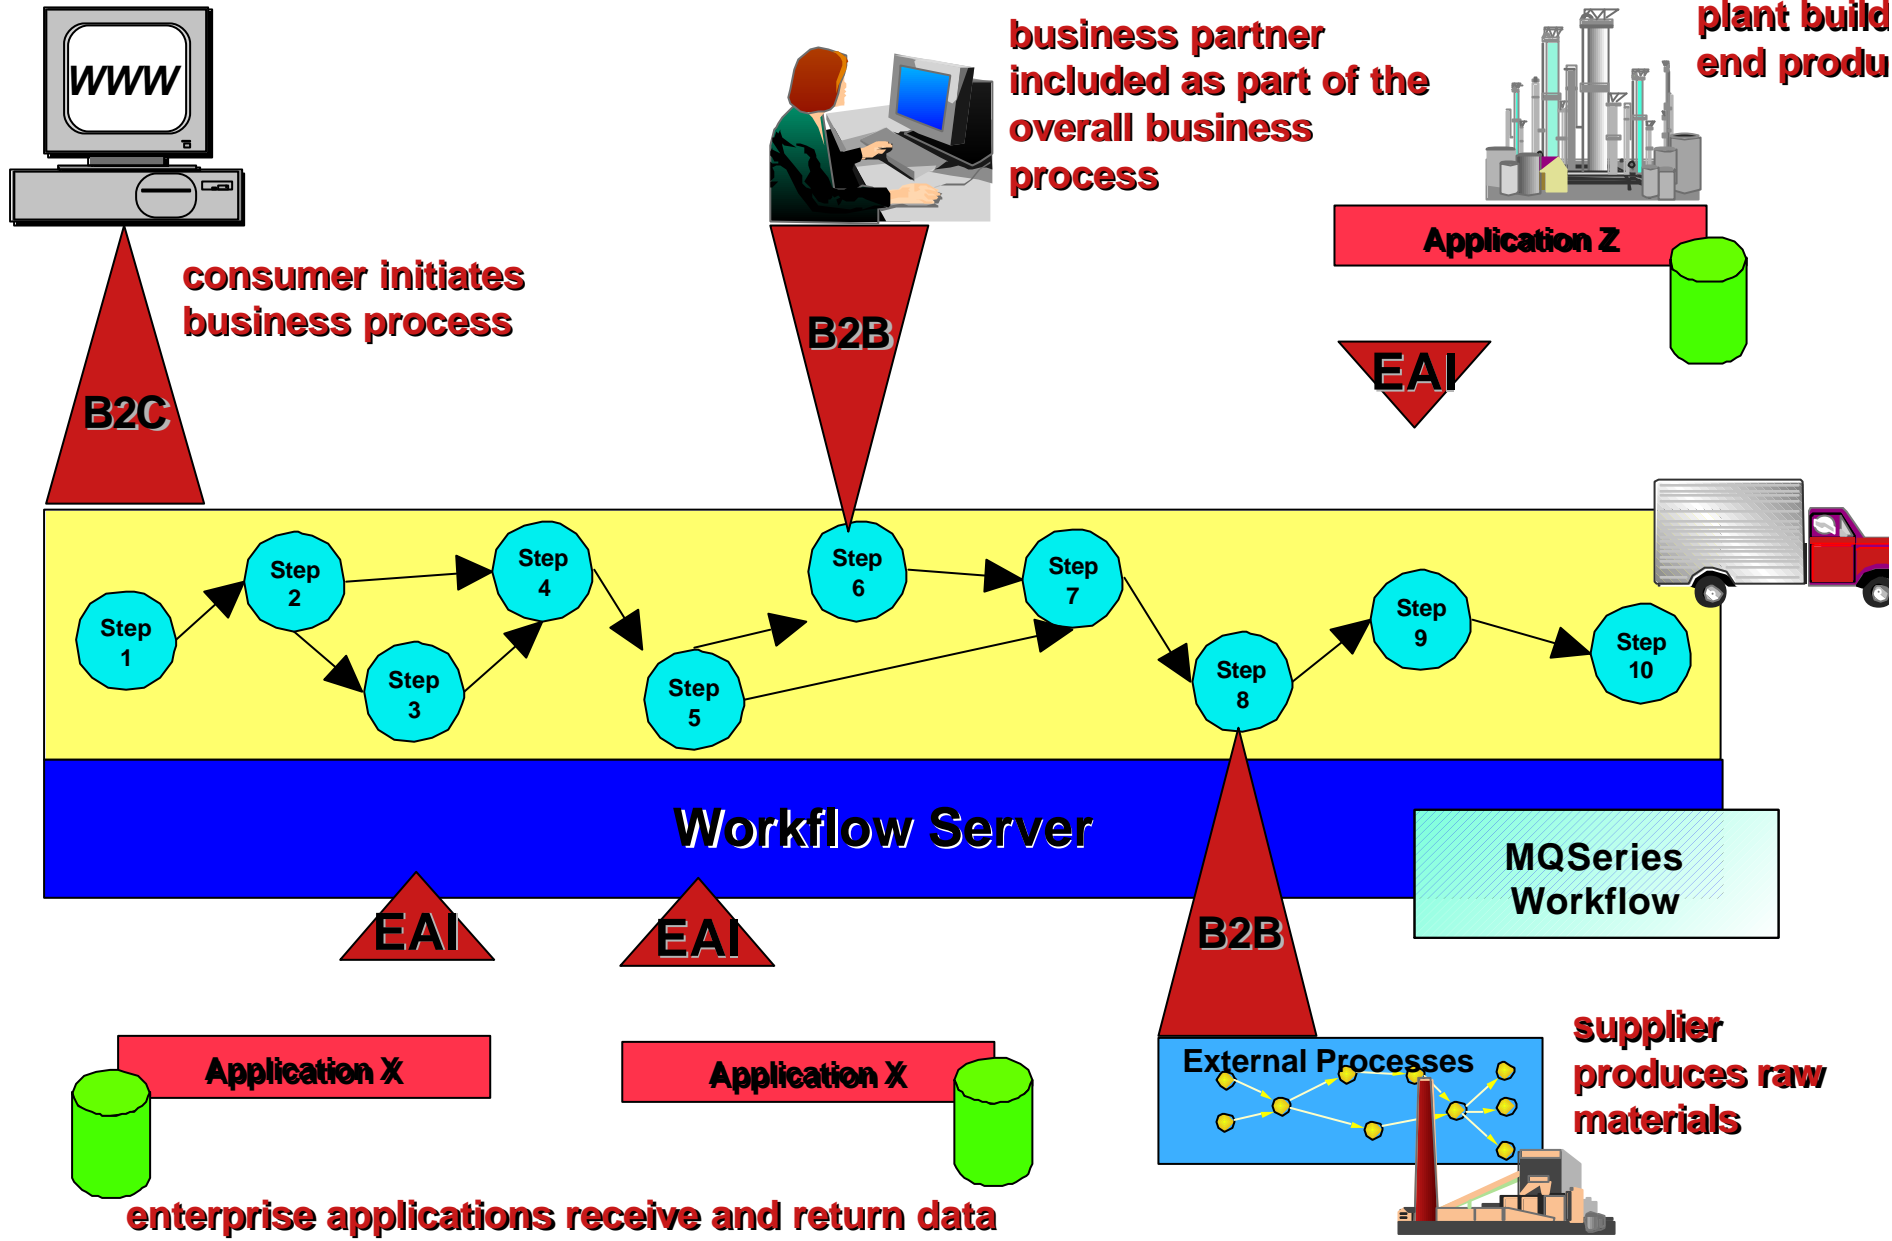 WWW
business partner
included as part of the
overall business
process
plant build
end produ
Application Z
consumer initiates
business process
B2B
EAI
B2C
Step
1
Step
2
Step
3
Step
4
Step
5
Step
6
Step
7
Step
8
Step
9
Step
10
Workflow Server
MQSeries
Workflow
EAI
EAI
B2B
Application X
Application X
External Processes
supplier
produces raw
materials
enterprise applications receive and return data